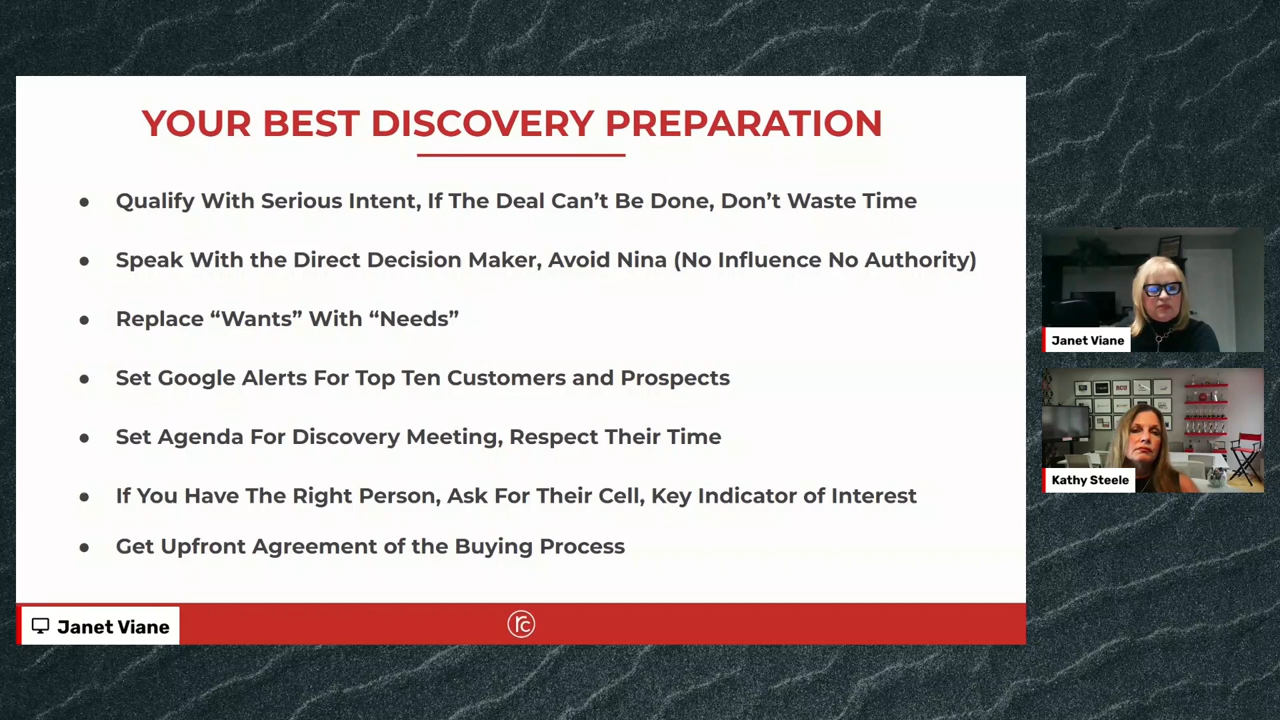 YOUR BEST DISCOVERY PREPARATION
● Qualify With Serious Intent, If The Deal Can’t Be Done, Don’t Waste Time
● Speak With the Direct Decision Maker, Avoid Nina (No Influence No Authority)
● Replace “Wants” With “Needs”
● Set Google Alerts For Top Ten Customers and Prospects
● Set Agenda For Discovery Meeting, Respect Their Time
● If You Have The Right Person, Ask For Their Cell, Key Indicator of Interest
● Get Upfront Agreement of the Buying Process
Janet Viane
rc
Janet Viane
RCU
Kathy Steele